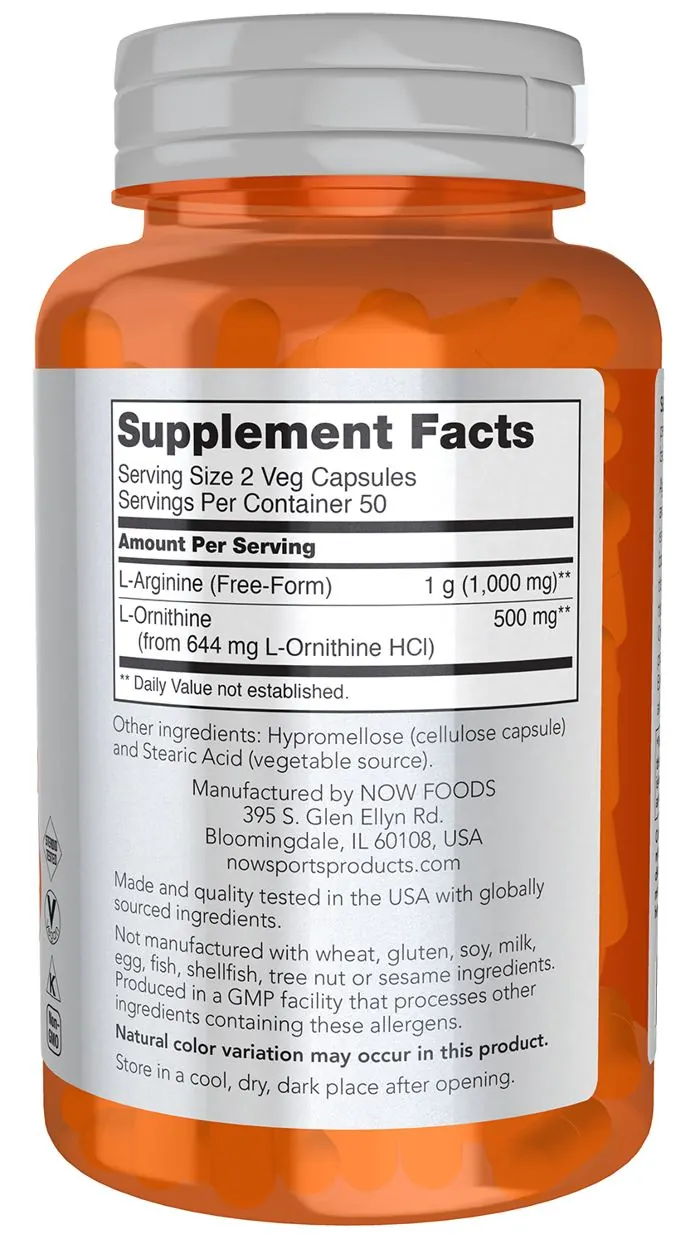 Supplement Facts
Serving Size 2 Veg Capsules
Servings Per Container 50
Amount Per Serving
L-Arginine (Free-Form) 1 g (1,000 mg)**
L-Ornithine 500 mg**
(from 644 mg L-Ornithine HCl)
** Daily Value not established.
Other ingredients: Hypromellose (cellulose capsule)
and Stearic Acid (vegetable source).
Manufactured by NOW FOODS
395 S. Glen Ellyn Rd.
Bloomingdale, IL 60108, USA
nowsportsproducts.com
Made and quality tested in the USA with globally
sourced ingredients.
Not manufactured with wheat, gluten, soy, milk,
egg, fish, shellfish, tree nut or sesame ingredients.
Produced in a GMP facility that processes other
ingredients containing these allergens.
Natural color variation may occur in this product.
Store in a cool, dry, dark place after opening.
V
K
Non-
GMO